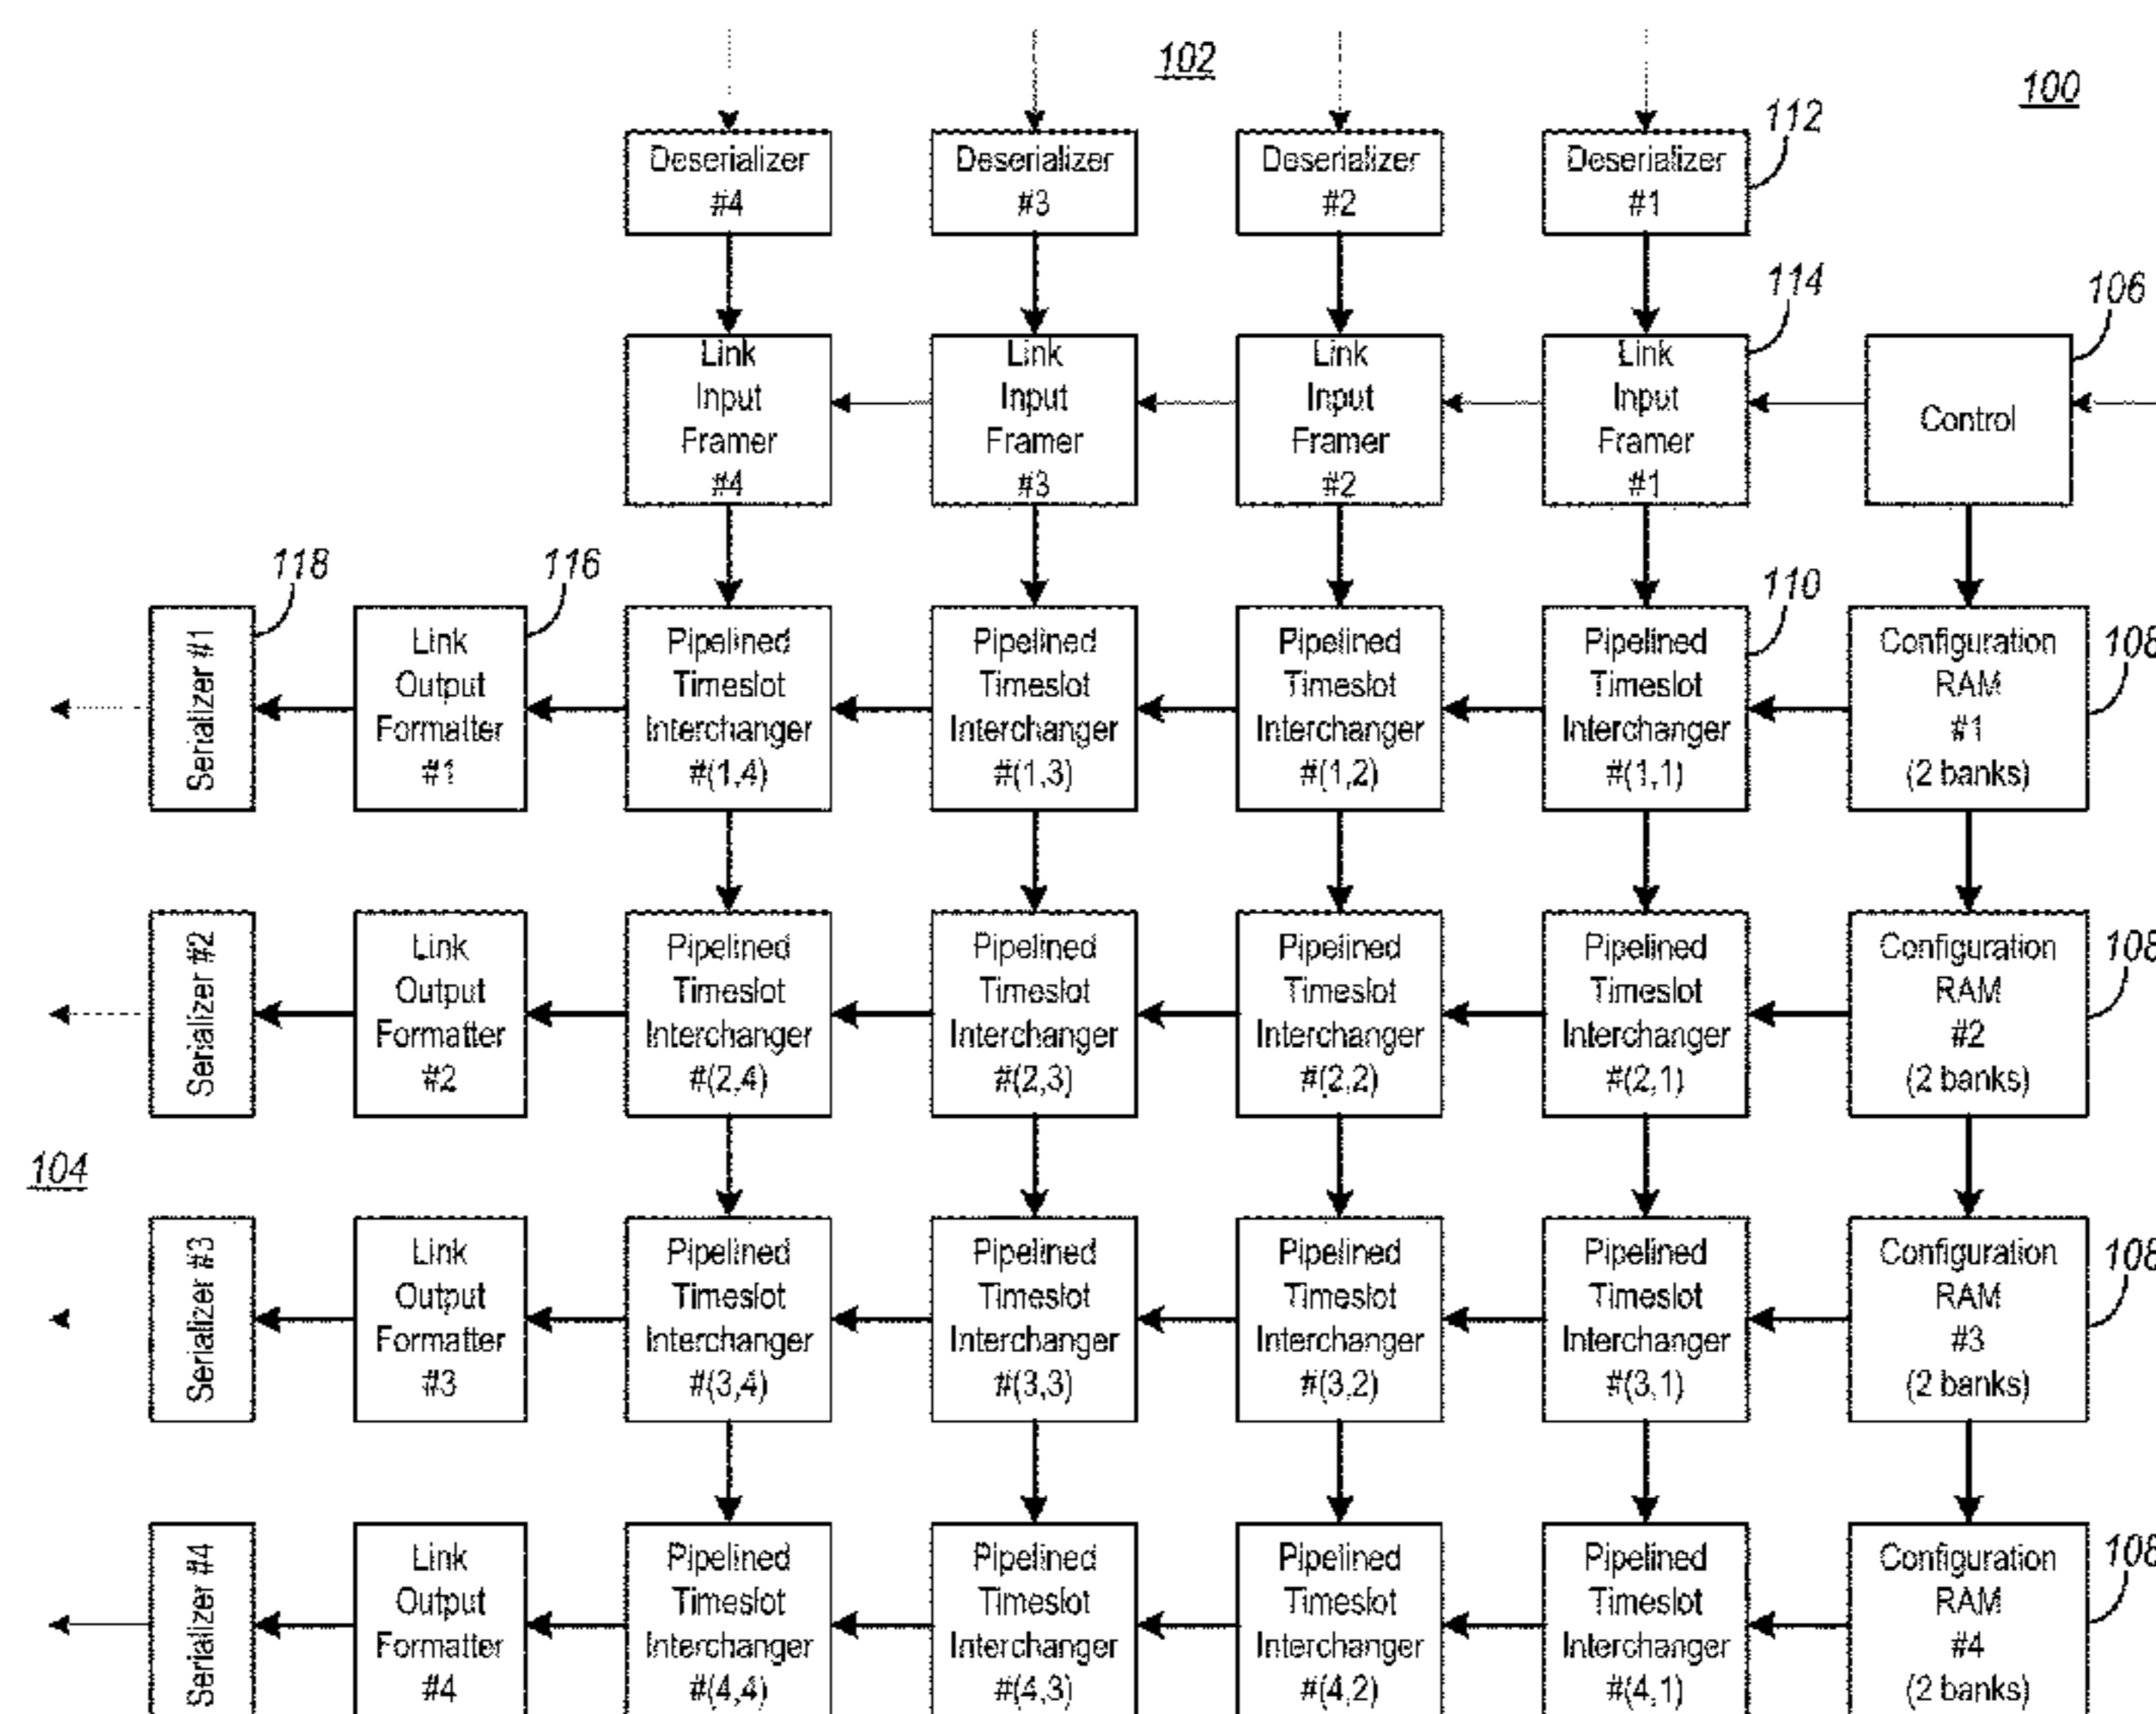 102
100
112
Deserializer
#4
Deserializer
#3
Deserializer
#2
Deserializer
#1
114
106
Link
Input
Framer
#4
Link
Input
Framer
#3
Link
Input
Framer
#2
Link
Input
Framer
#1
Control
118
116
110
108
Serializer #1
Link
Output
Formatter
#1
Pipelined
Timeslot
Interchanger
#(1,4)
Pipelined
Timeslot
Interchanger
#(1,3)
Pipelined
Timeslot
Interchanger
#(1,2)
Pipelined
Timeslot
Interchanger
#(1,1)
Configuration
RAM
#1
(2 banks)
108
Serializer #2
Link
Output
Formatter
#2
Pipelined
Timeslot
Interchanger
#(2,4)
Pipelined
Timeslot
Interchanger
#(2,3)
Pipelined
Timeslot
Interchanger
#(2,2)
Pipelined
Timeslot
Interchanger
#(2,1)
Configuration
RAM
#2
(2 banks)
104
108
Serializer #3
Link
Output
Formatter
#3
Pipelined
Timeslot
Interchanger
#(3,4)
Pipelined
Timeslot
Interchanger
#(3,3)
Pipelined
Timeslot
Interchanger
#(3,2)
Pipelined
Timeslot
Interchanger
#(3,1)
Configuration
RAM
#3
(2 banks)
108
Serializer #4
Link
Output
Formatter
#4
Pipelined
Timeslot
Interchanger
#(4,4)
Pipelined
Timeslot
Interchanger
#(4,3)
Pipelined
Timeslot
Interchanger
#(4,2)
Pipelined
Timeslot
Interchanger
#(4,1)
Configuration
RAM
#4
(2 banks)